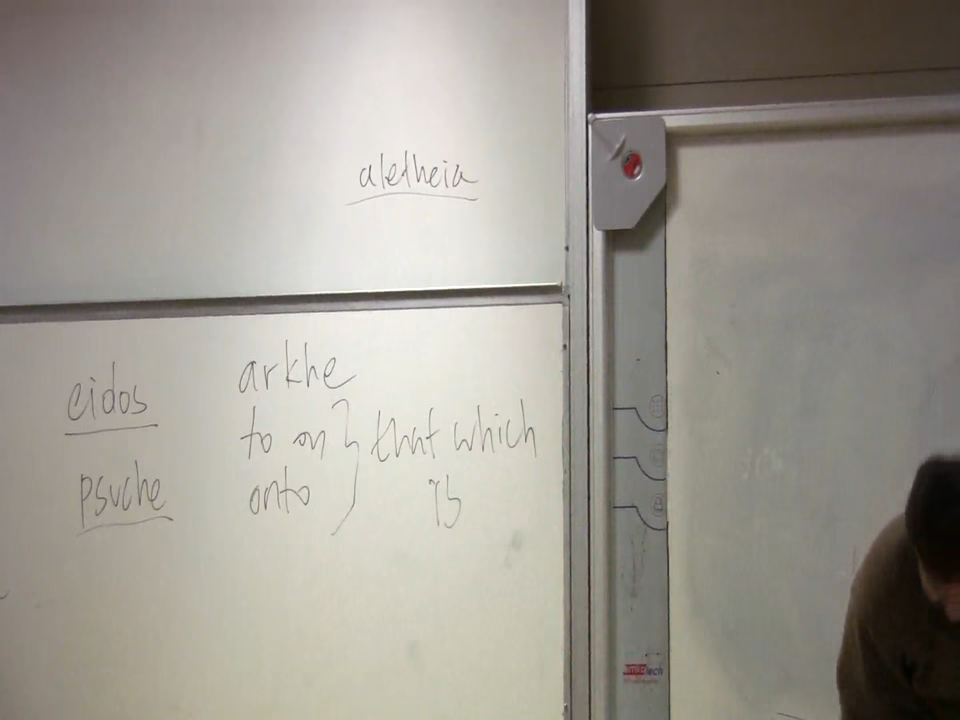 aletheia
eidos
psuche
arkhe
to on } that which
onto is